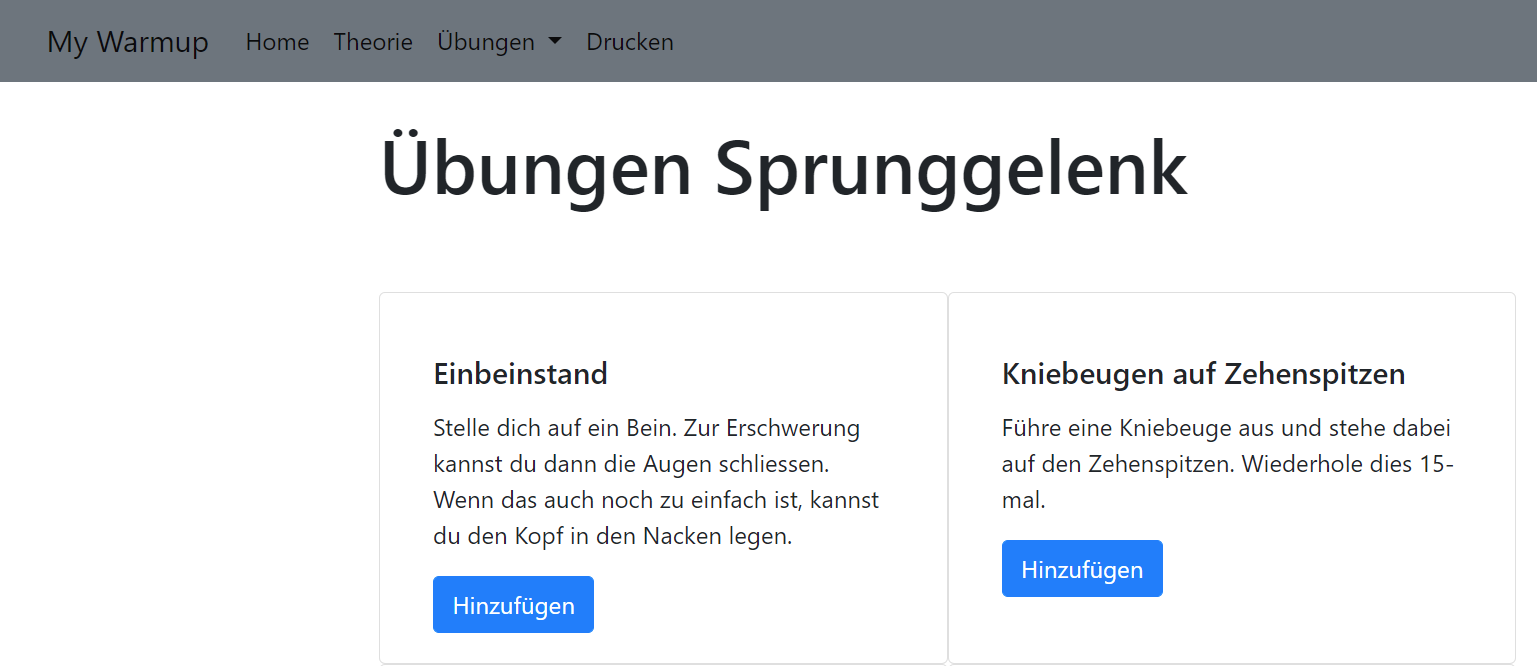 My Warmup Home Theorie Übungen Drucken
Übungen Sprunggelenk
Einbeinstand
Stelle dich auf ein Bein. Zur Erschwerung
kannst du dann die Augen schliessen.
Wenn das auch noch zu einfach ist, kannst
du den Kopf in den Nacken legen.
Hinzufügen
Kniebeugen auf Zehenspitzen
Führe eine Kniebeuge aus und stehe dabei
auf den Zehenspitzen. Wiederhole dies 15-
mal.
Hinzufügen